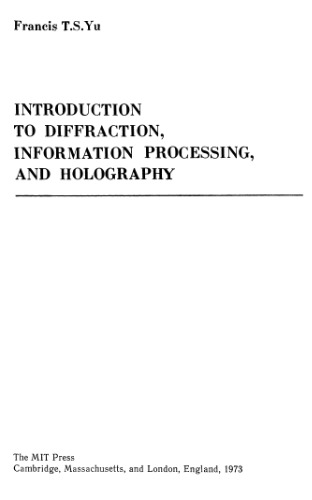 Francis T.S.Yu
INTRODUCTION
TO DIFFRACTION,
INFORMATION PROCESSING,
AND HOLOGRAPHY
The MIT Press
Cambridge, Massachusetts, and London, England, 1973